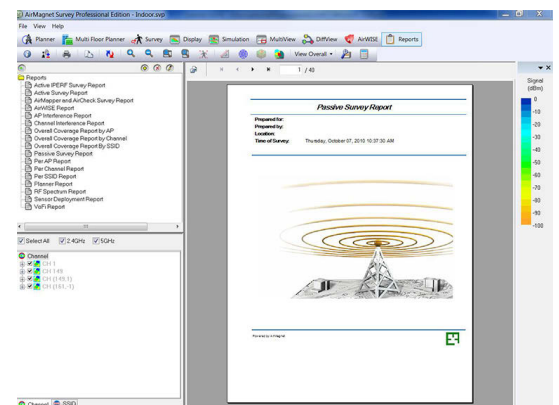 AirMagnet Survey Professional Edition - Indoor.svp
File View Help
Planner Multi Floor Planner Survey Display Simulation MultiView DiffView AirWISE Reports
View Overall
1 / 40
Reports
Active IPERF Survey Report
Active Survey Report
AirMapper and AirCheck Survey Report
AirWISE Report
AP Interference Report
Channel Interference Report
Overall Coverage Report by AP
Overall Coverage Report by Channel
Overall Coverage Report By SSID
Passive Survey Report
Per AP Report
Per Channel Report
Per SSID Report
Planner Report
RF Spectrum Report
Sensor Deployment Report
VoFi Report
Select All 2.4GHz 5GHz
Channel
CH 1
CH 149
CH (149,1)
CH (161,-1)
Channel SSID
Passive Survey Report
Prepared for:
Prepared by:
Location:
Time of Survey: Thursday, October 07, 2010 10:37:30 AM
Powered by AirMagnet
Signal
(dBm)
0
-10
-20
-30
-40
-50
-60
-70
-80
-90
-100